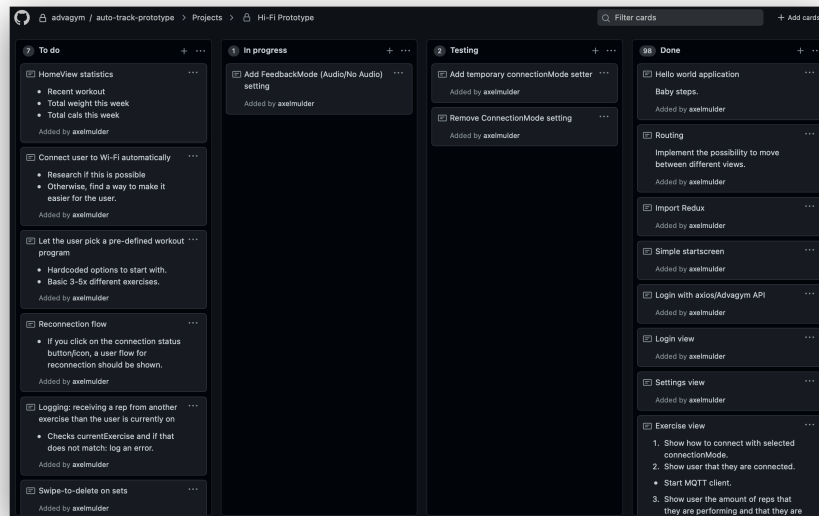 advagym / auto-track-prototype > Projects > Hi-Fi Prototype
Filter cards
+ Add cards
7 To do
HomeView statistics
Recent workout
Total weight this week
Total cals this week
Added by axelmulder
Connect user to Wi-Fi automatically
Research if this is possible
Otherwise, find a way to make it
easier for the user.
Added by axelmulder
Let the user pick a pre-defined workout
program
Hardcoded options to start with.
Basic 3-5x different exercises.
Added by axelmulder
Reconnection flow
If you click on the connection status
button/icon, a user flow for
reconnection should be shown.
Added by axelmulder
Logging: receiving a rep from another
exercise than the user is currently on
Checks currentExercise and if that
does not match: log an error.
Added by axelmulder
Swipe-to-delete on sets
Added by axelmulder
1 In progress
Add FeedbackMode (Audio/No Audio)
setting
Added by axelmulder
2 Testing
Add temporary connectionMode setter
Added by axelmulder
Remove ConnectionMode setting
Added by axelmulder
98 Done
Hello world application
Baby steps.
Added by axelmulder
Routing
Implement the possibility to move
between different views.
Added by axelmulder
Import Redux
Added by axelmulder
Simple startscreen
Added by axelmulder
Login with axios/Advagym API
Added by axelmulder
Login view
Added by axelmulder
Settings view
Added by axelmulder
Exercise view
1. Show how to connect with selected
connectionMode.
2. Show user that they are connected.
Start MQTT client.
3. Show user the amount of reps that
they are performing and that they are